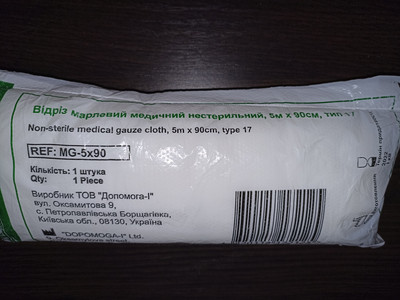 Відріз Марлевий медичний нестерильний, 5м x 90см, тип 17
Non-sterile medical gauze cloth, 5m x 90cm, type 17
REF: MG-5x90
Кількість: 1 штука
Qty: 1 Piece
Виробник ТОВ "Допомога-І"
вул. Оксамитова 9,
с. Петропавлівська Борщагівка,
Київська обл., 08130, Україна
"DOPOMOGA-I" Ltd.